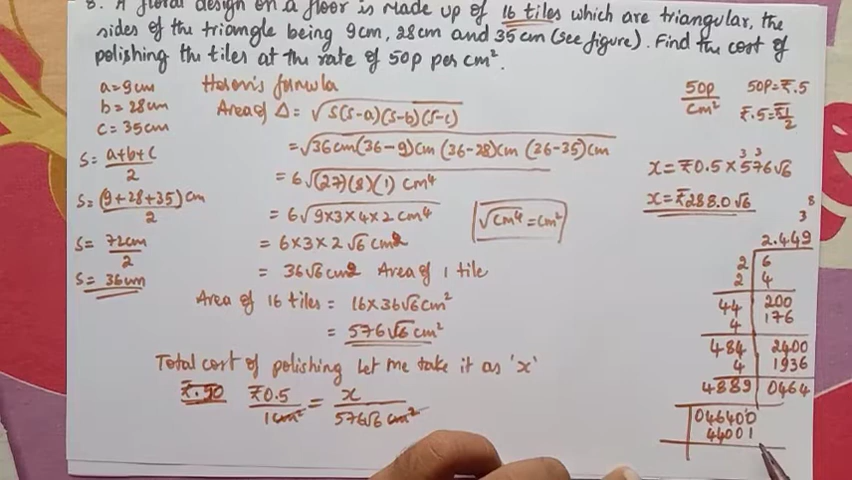 8. A floral design on a floor is made up of 16 tiles which are triangular, the
sides of the triangle being 9cm, 28cm and 35cm (see figure). Find the cost of
polishing the tiles at the rate of 50p per cm².
a=9cm
b=28cm
c=35cm
S=a+b+c/2
S=(9+28+35)cm/2
S=72cm/2
S=36cm
Heron's formula
Area of Δ=√S(S-a)(S-b)(S-c)
=√36cm(36-9)cm(36-28)cm(36-35)cm
=6√(27)(8)(1) cm⁴
=6√9×3×4×2 cm⁴
√cm⁴=cm²
=6×3×2√6 cm²
=36√6 cm² Area of 1 tile
Area of 16 tiles = 16×36√6 cm²
= 576√6 cm²
Total cost of polishing Let me take it as 'x'
₹.50 ₹0.5/1cm² = x/576√6 cm²
50p/cm² 50P=₹.5
₹.5=₹1/2
3 3
x=₹0.5×576√6
x=₹288.0√6
8
3
2.449
2 6
2 4
44 200
4 176
484 2400
4 1936
4889 0464
046400
44001